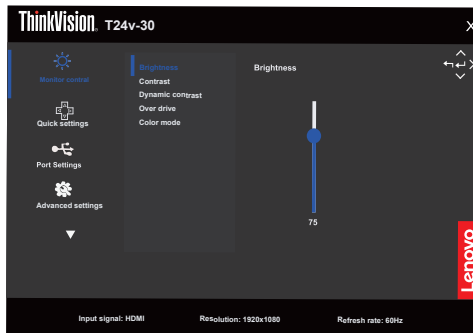 ThinkVision. T24v-30
X
Monitor control
Quick settings
Port Settings
Advanced settings
Brightness
Contrast
Dynamic contrast
Over drive
Color mode
Brightness
75
Lenovo
Input signal: HDMI
Resolution: 1920x1080
Refresh rate: 60Hz